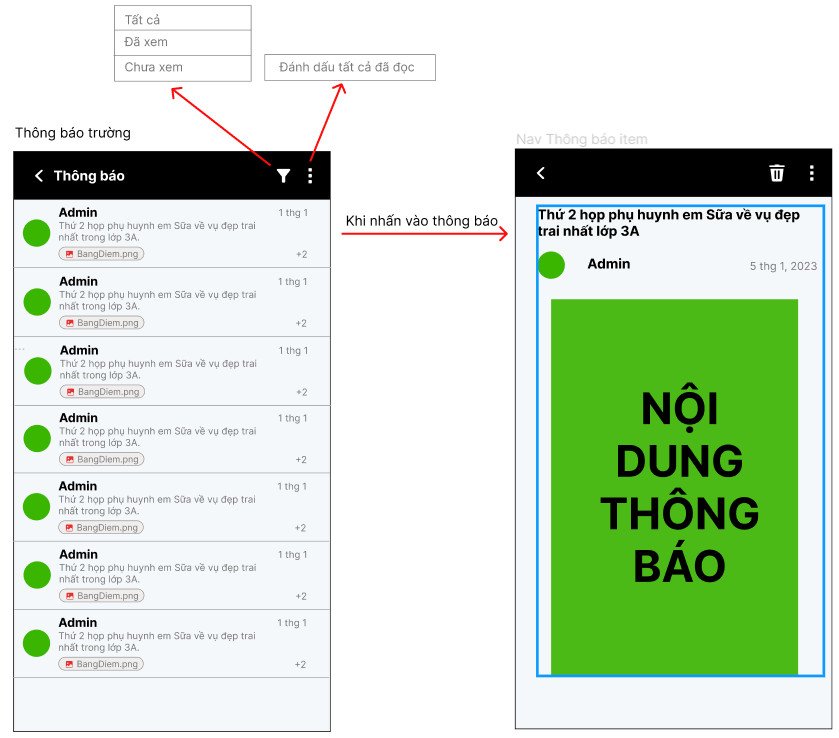 Tất cả
Đã xem
Chưa xem
Đánh dấu tất cả đã đọc
Thông báo trường
Thông báo
Admin
1 thg 1
Thứ 2 họp phụ huynh em Sữa về vụ đẹp trai
nhất trong lớp 3A.
BangDiem.png
+2
Admin
1 thg 1
Thứ 2 họp phụ huynh em Sữa về vụ đẹp trai
nhất trong lớp 3A.
BangDiem.png
+2
Admin
1 thg 1
Thứ 2 họp phụ huynh em Sữa về vụ đẹp trai
nhất trong lớp 3A.
BangDiem.png
+2
Admin
1 thg 1
Thứ 2 họp phụ huynh em Sữa về vụ đẹp trai
nhất trong lớp 3A.
BangDiem.png
+2
Admin
1 thg 1
Thứ 2 họp phụ huynh em Sữa về vụ đẹp trai
nhất trong lớp 3A.
BangDiem.png
+2
Admin
1 thg 1
Thứ 2 họp phụ huynh em Sữa về vụ đẹp trai
nhất trong lớp 3A.
BangDiem.png
+2
Admin
1 thg 1
Thứ 2 họp phụ huynh em Sữa về vụ đẹp trai
nhất trong lớp 3A.
BangDiem.png
+2
Khi nhấn vào thông báo
Nav Thông báo item
Thứ 2 họp phụ huynh em Sữa về vụ đẹp
trai nhất lớp 3A
Admin
5 thg 1, 2023
NỘI
DUNG
THÔNG
BÁO